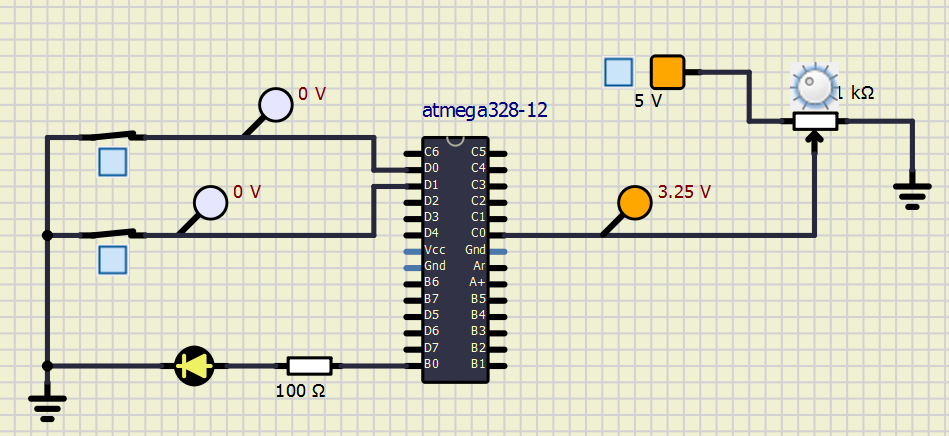 0 V
atmega328-12
5 V
1 kΩ
C6 C5
D0 C4
D1 C3
D2 C2
D3 C1
D4 C0
Vcc Gnd
Gnd Ar
B6 A+
B7 B5
D5 B4
D6 B3
D7 B2
B0 B1
0 V
3.25 V
100 Ω